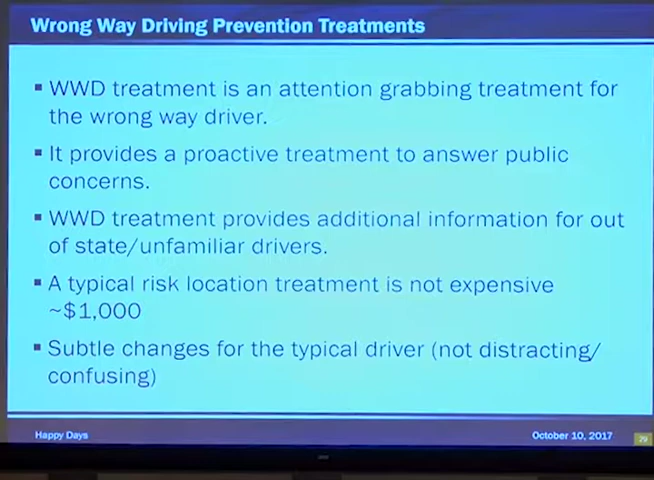 Wrong Way Driving Prevention Treatments
▪ WWD treatment is an attention grabbing treatment for
the wrong way driver.
▪ It provides a proactive treatment to answer public
concerns.
▪ WWD treatment provides additional information for out
of state/unfamiliar drivers.
▪ A typical risk location treatment is not expensive
~$1,000
▪ Subtle changes for the typical driver (not distracting/
confusing)
Happy Days
October 10, 2017
29